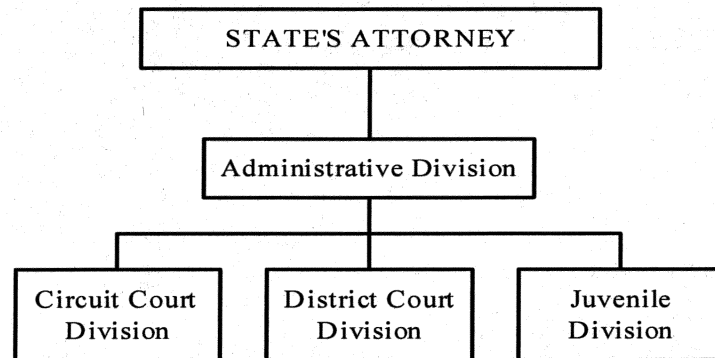 STATE'S ATTORNEY
Administrative Division
Circuit Court
Division
District Court
Division
Juvenile
Division